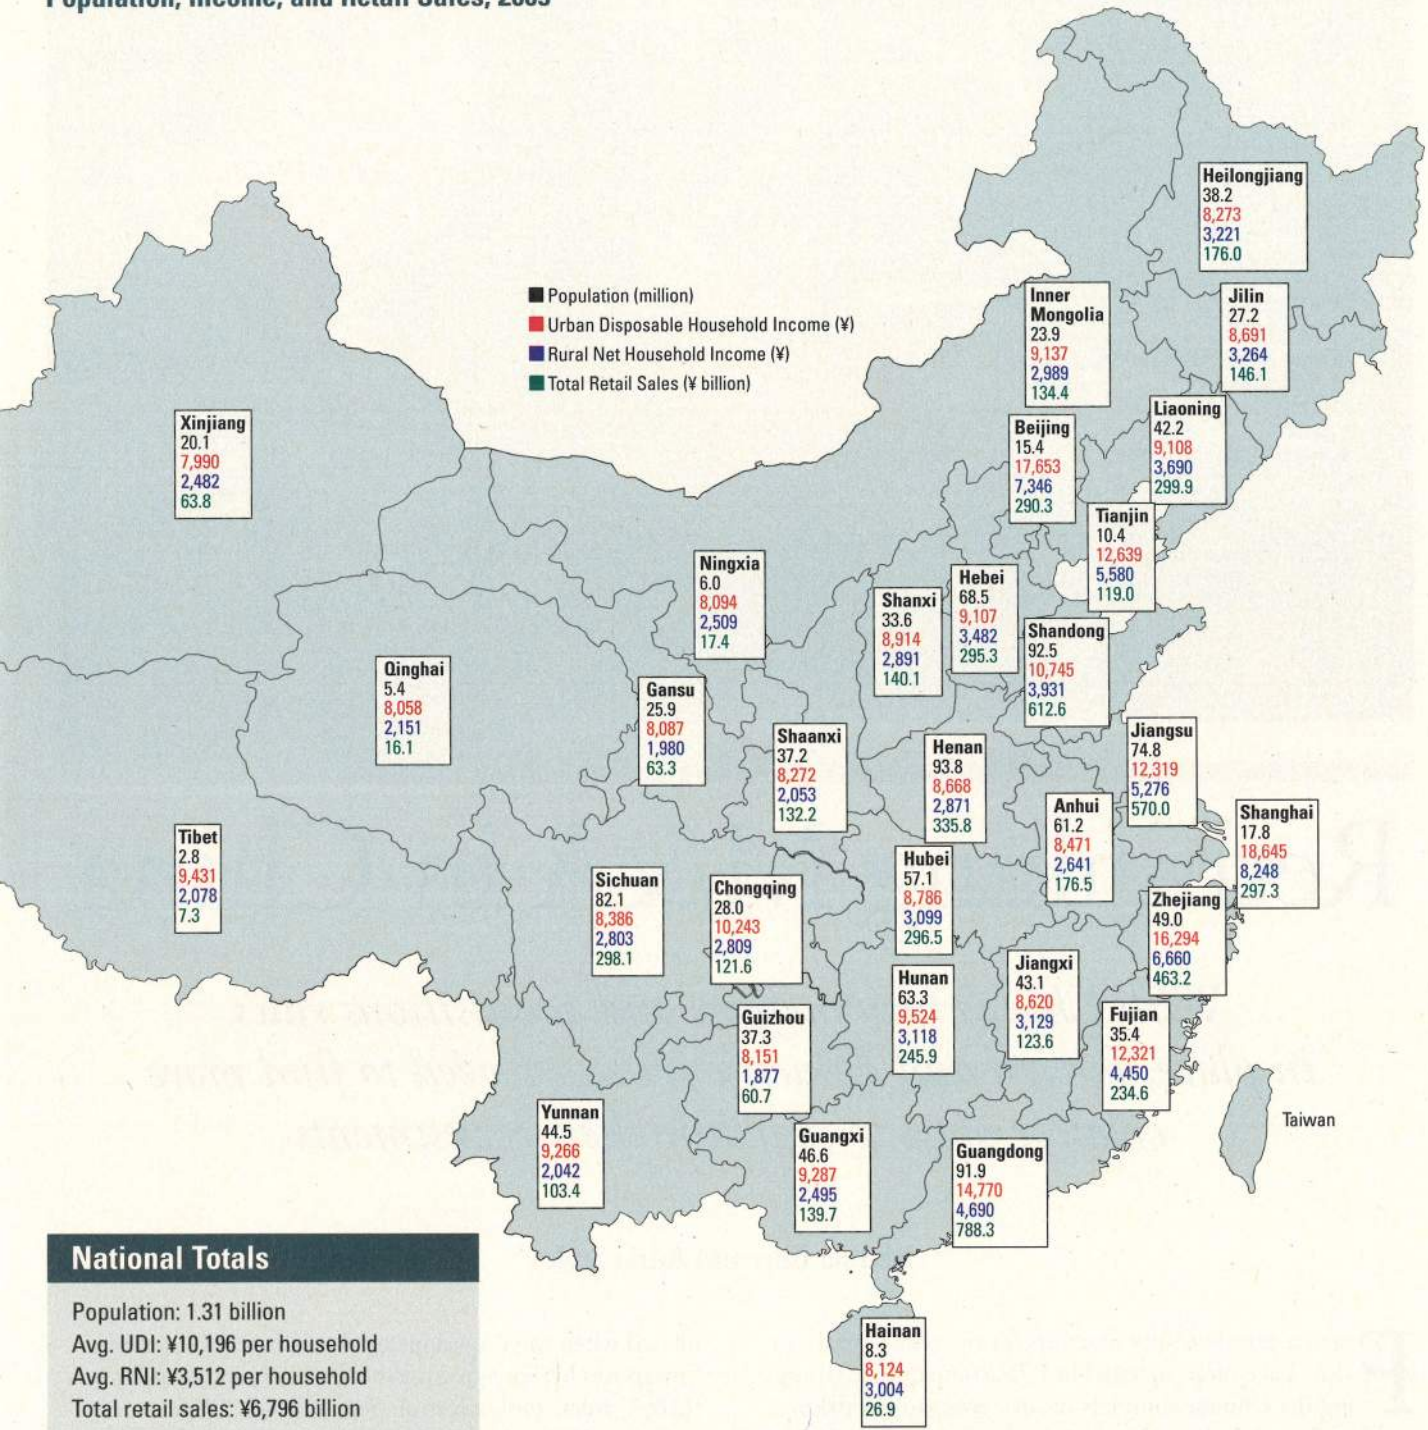 Population, Income, and Retail Sales, 2005
Population (million)
Urban Disposable Household Income (¥)
Rural Net Household Income (¥)
Total Retail Sales (¥ billion)
Heilongjiang
38.2
8,273
3,221
176.0
Inner
Mongolia
23.9
9,137
2,989
134.4
Jilin
27.2
8,691
3,264
146.1
Xinjiang
20.1
7,990
2,482
63.8
Beijing
15.4
17,653
7,346
290.3
Liaoning
42.2
9,108
3,690
299.9
Tianjin
10.4
12,639
5,580
119.0
Ningxia
6.0
8,094
2,509
17.4
Shanxi
33.6
8,914
2,891
140.1
Hebei
68.5
9,107
3,482
295.3
Shandong
92.5
10,745
3,931
612.6
Qinghai
5.4
8,058
2,151
16.1
Gansu
25.9
8,087
1,980
63.3
Shaanxi
37.2
8,272
2,053
132.2
Henan
93.8
8,668
2,871
335.8
Jiangsu
74.8
12,319
5,276
570.0
Anhui
61.2
8,471
2,641
176.5
Shanghai
17.8
18,645
8,248
297.3
Tibet
2.8
9,431
2,078
7.3
Sichuan
82.1
8,386
2,803
298.1
Chongqing
28.0
10,243
2,809
121.6
Hubei
57.1
8,786
3,099
296.5
Zhejiang
49.0
16,294
6,660
463.2
Hunan
63.3
9,524
3,118
245.9
Jiangxi
43.1
8,620
3,129
123.6
Guizhou
37.3
8,151
1,877
60.7
Fujian
35.4
12,321
4,450
234.6
Yunnan
44.5
9,266
2,042
103.4
Guangxi
46.6
9,287
2,495
139.7
Guangdong
91.9
14,770
4,690
788.3
Taiwan
Hainan
8.3
8,124
3,004
26.9
National Totals
Population: 1.31 billion
Avg. UDI: ¥10,196 per household
Avg. RNI: ¥3,512 per household
Total retail sales: ¥6,796 billion